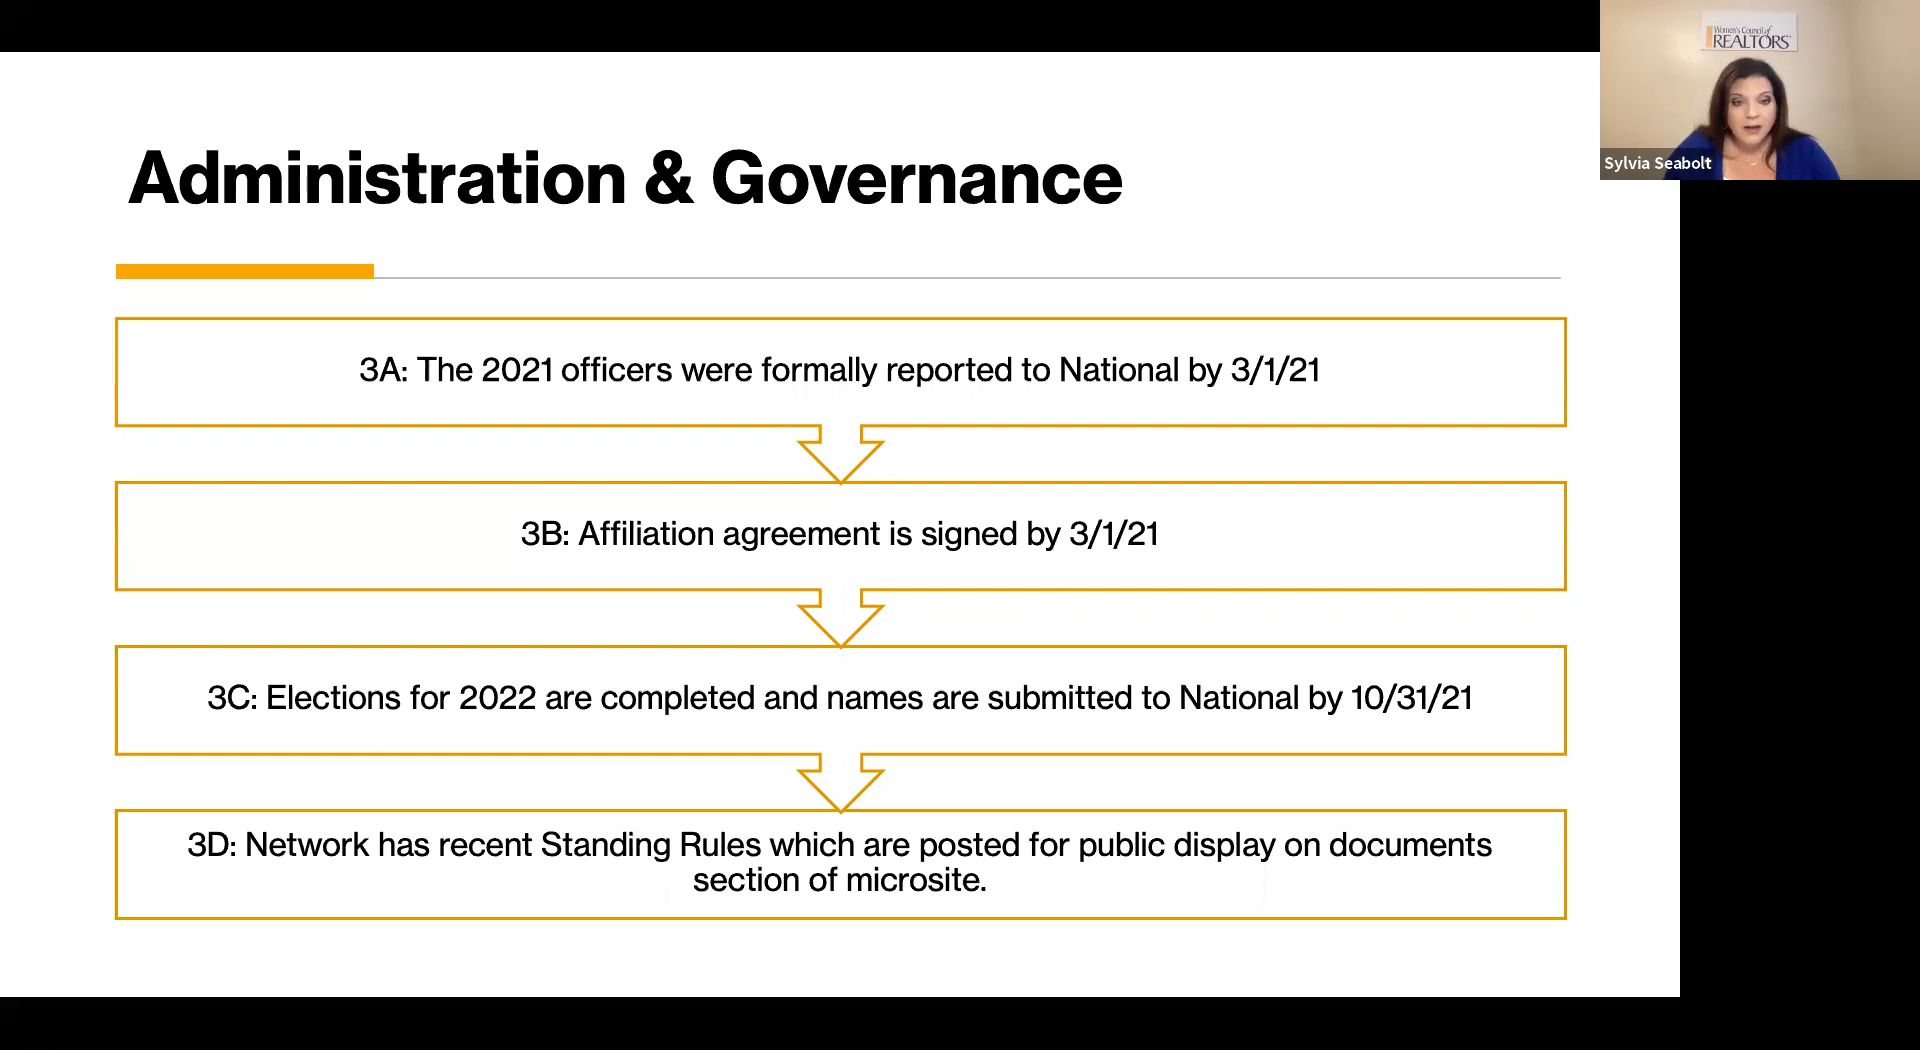 Administration & Governance
3A: The 2021 officers were formally reported to National by 3/1/21
3B: Affiliation agreement is signed by 3/1/21
3C: Elections for 2022 are completed and names are submitted to National by 10/31/21
3D: Network has recent Standing Rules which are posted for public display on documents
section of microsite.
Women's Council of
REALTORS
Sylvia Seabolt